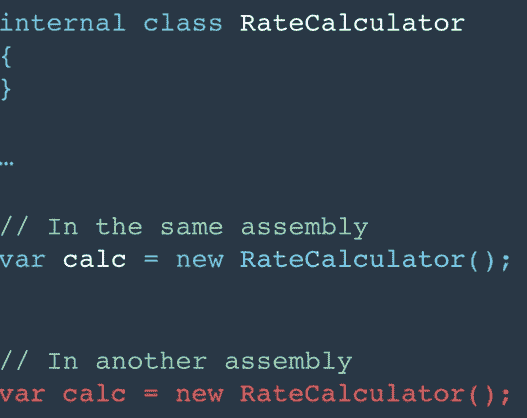 internal class RateCalculator
{
}
…
// In the same assembly
var calc = new RateCalculator();
// In another assembly
var calc = new RateCalculator();